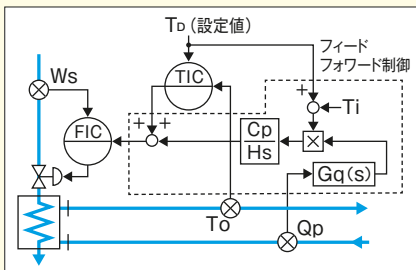 TD (設定値)
フィード
フォワード制御
Ws
TIC
+
Ti
FIC
+ +
Cp
Hs
×
Gq(s)
To
Qp